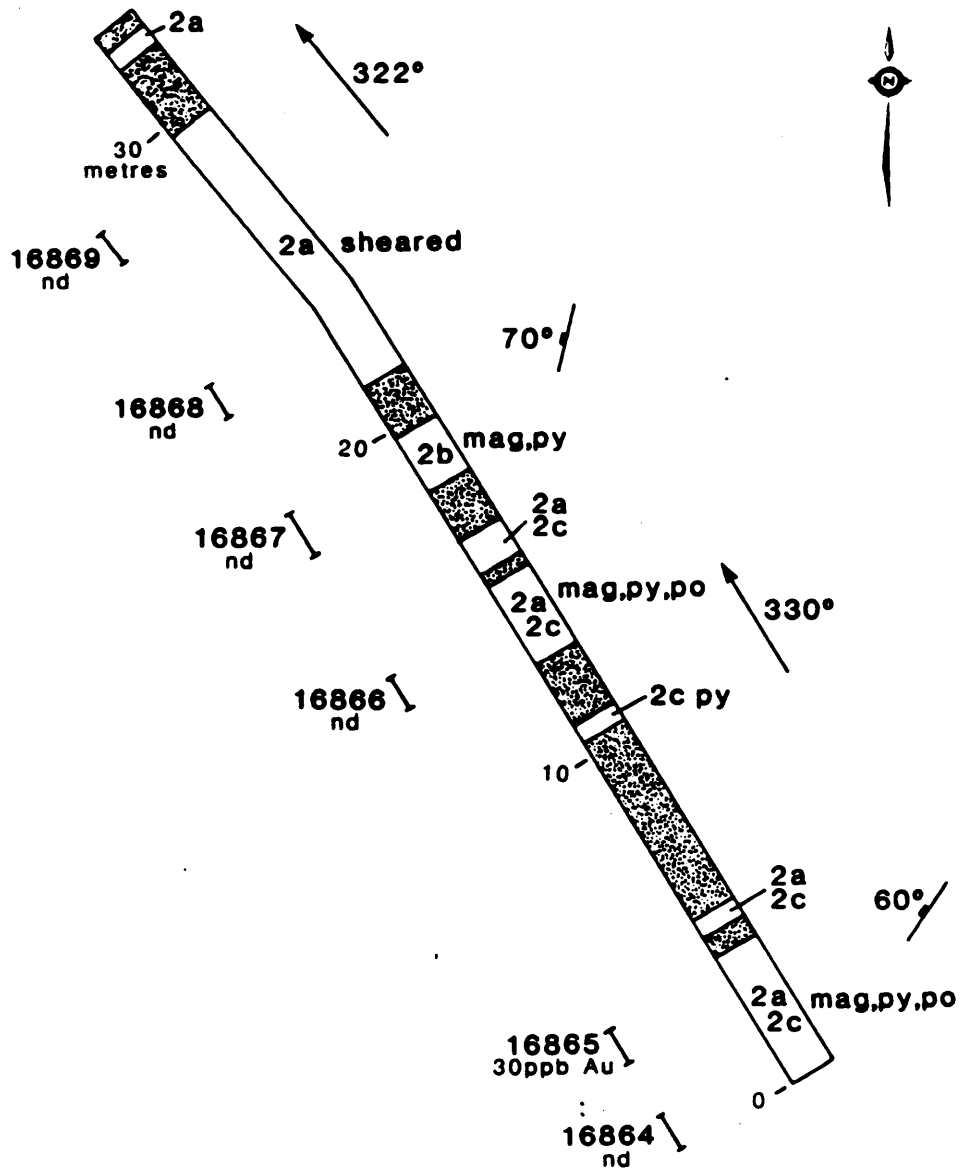 2a
322°
N
30
metres
2a sheared
16869
nd
70°
16868
nd
20
2b
mag,py
2a
2c
16867
nd
2a
2c
mag,py,po
330°
16866
nd
2c py
10
2a
2c
60°
2a
2c
mag,py,po
16865
30ppb Au
0
16864
nd